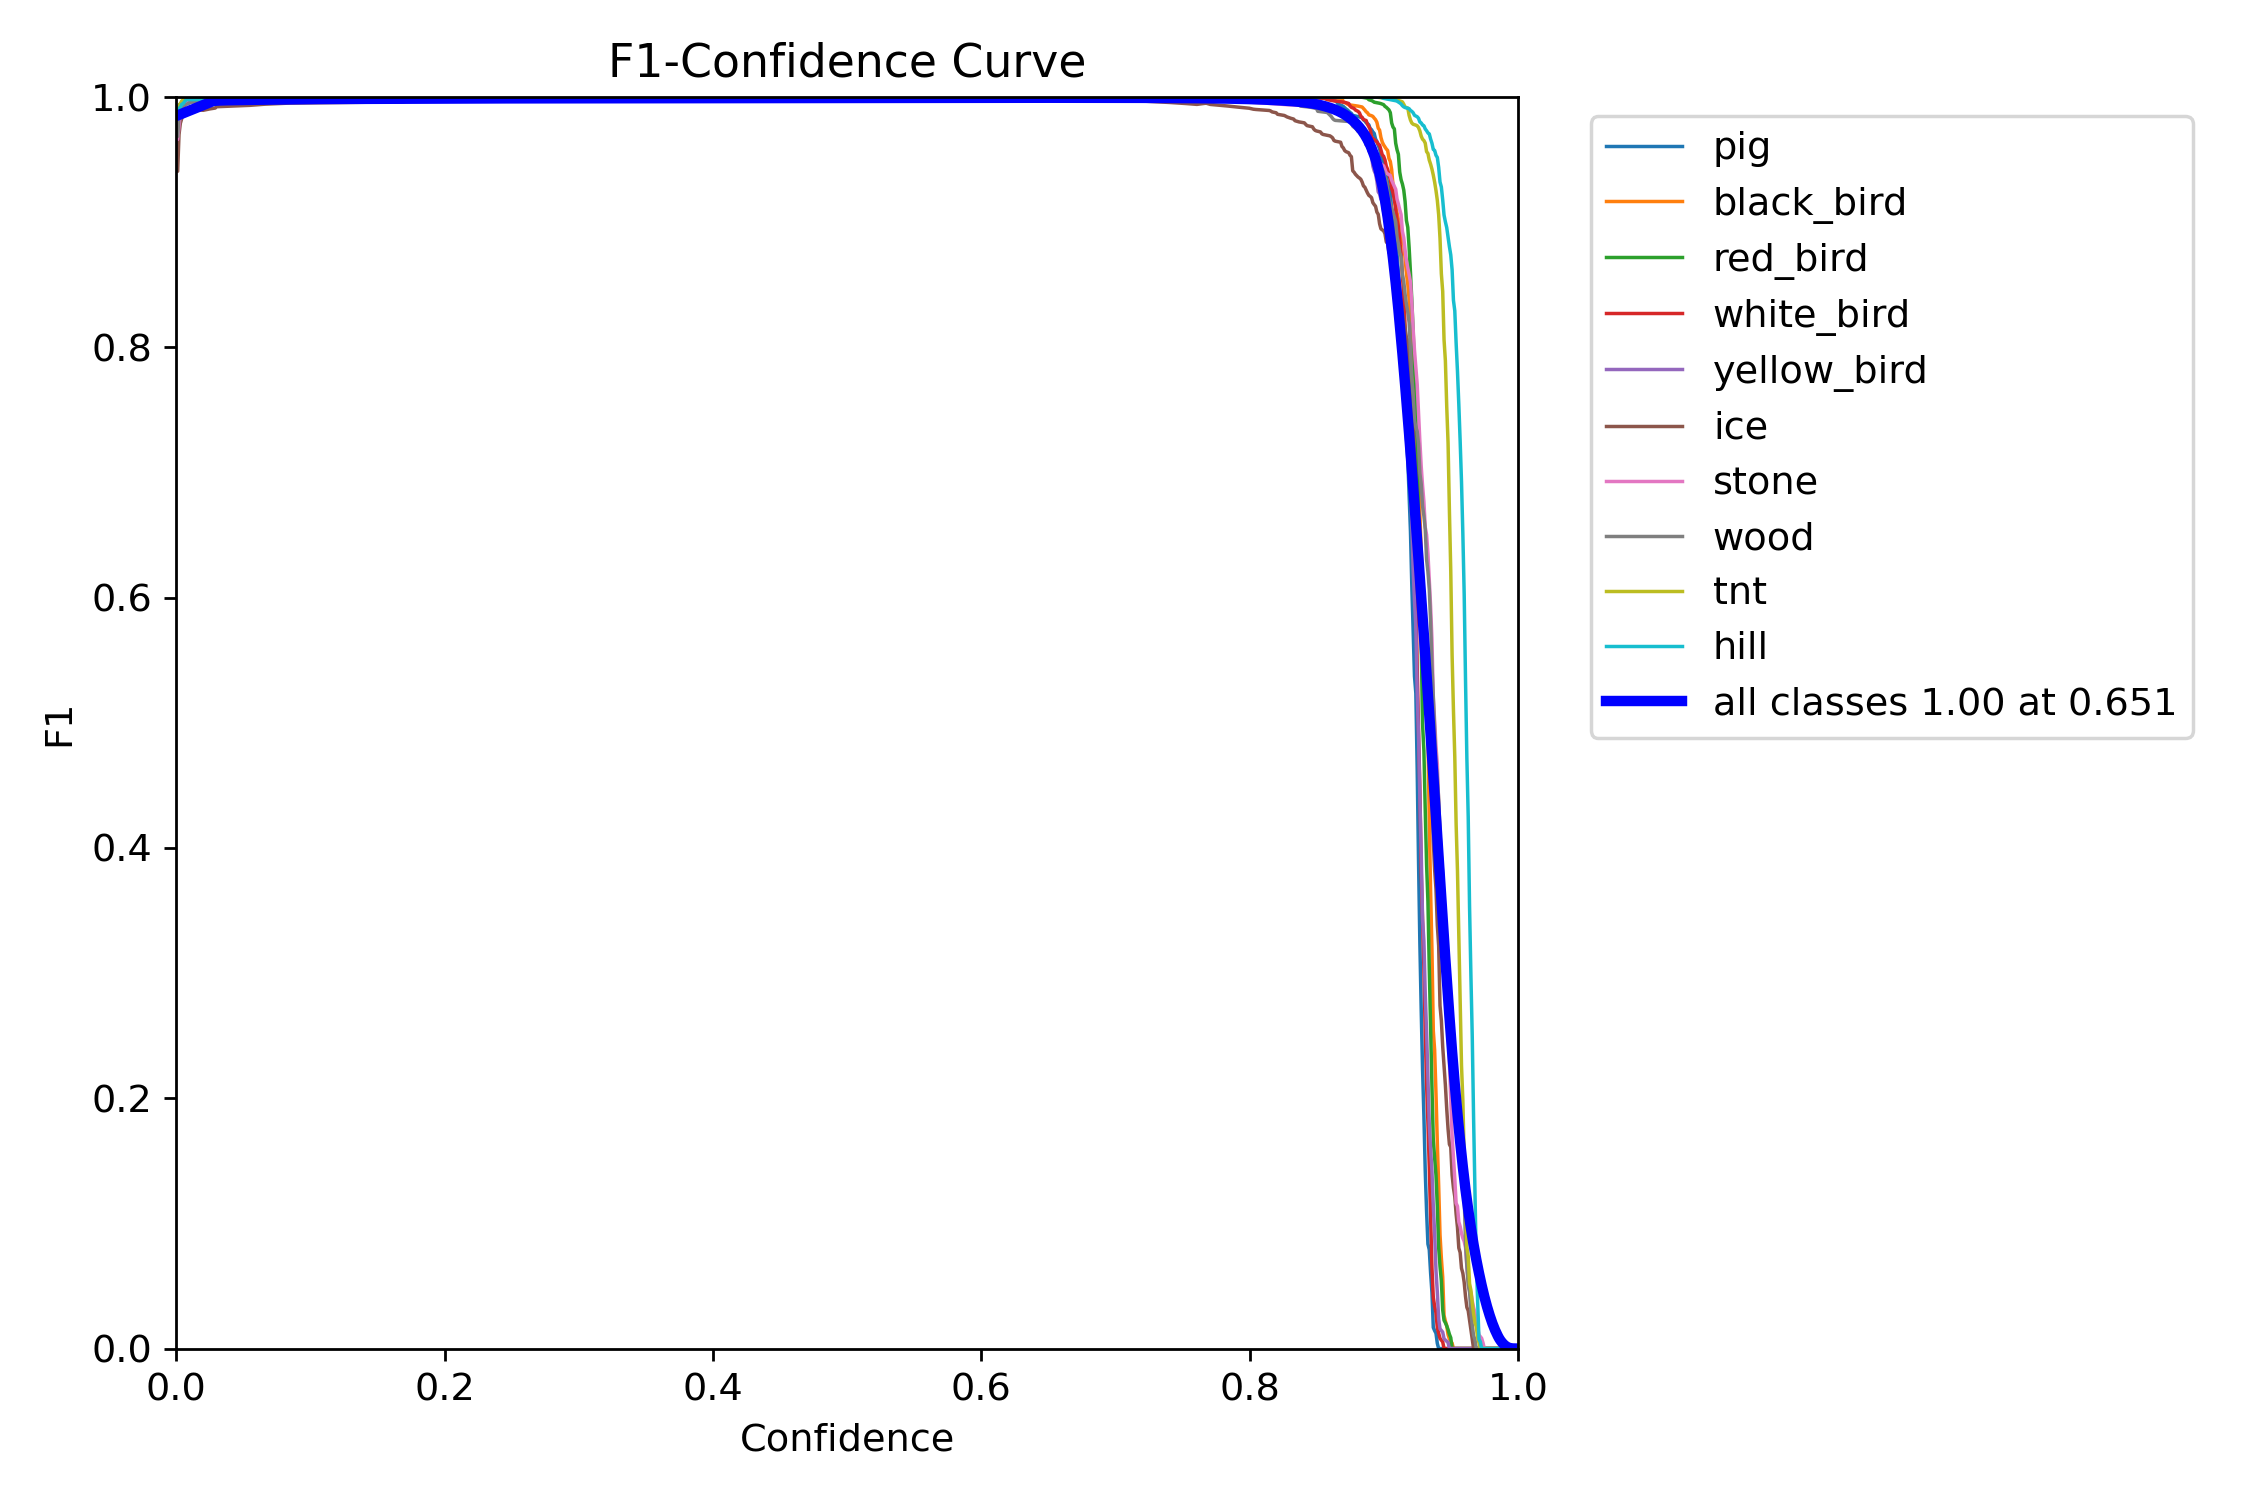 F1-Confidence Curve
1.0
0.8
0.6
0.4
0.2
0.0
F1
0.0 0.2 0.4 0.6 0.8 1.0
Confidence
pig
black_bird
red_bird
white_bird
yellow_bird
ice
stone
wood
tnt
hill
all classes 1.00 at 0.651